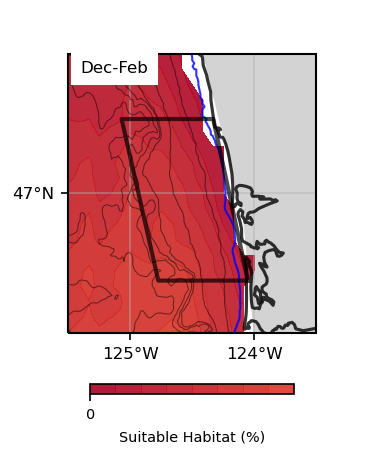 Dec-Feb
47°N
125°W 124°W
0
Suitable Habitat (%)